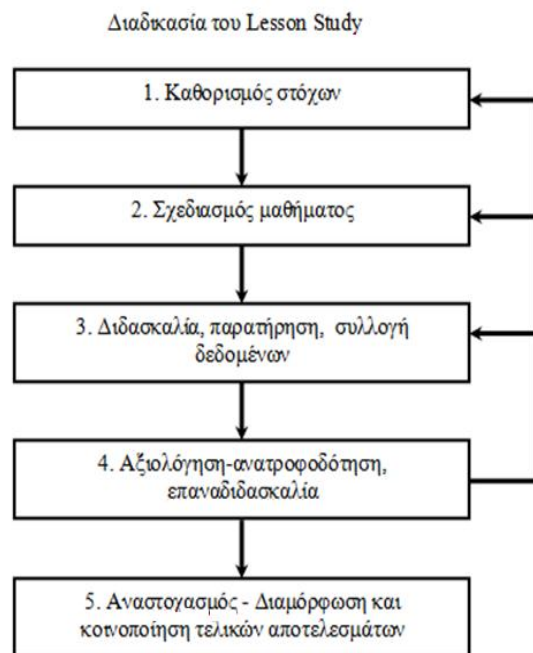 Διαδικασία του Lesson Study
1. Καθορισμός στόχων
2. Σχεδιασμός μαθήματος
3. Διδασκαλία, παρατήρηση, συλλογή
δεδομένων
4. Αξιολόγηση-ανατροφοδότηση,
επαναδιδασκαλία
5. Αναστοχασμός - Διαμόρφωση και
κοινοποίηση τελικών αποτελεσμάτων